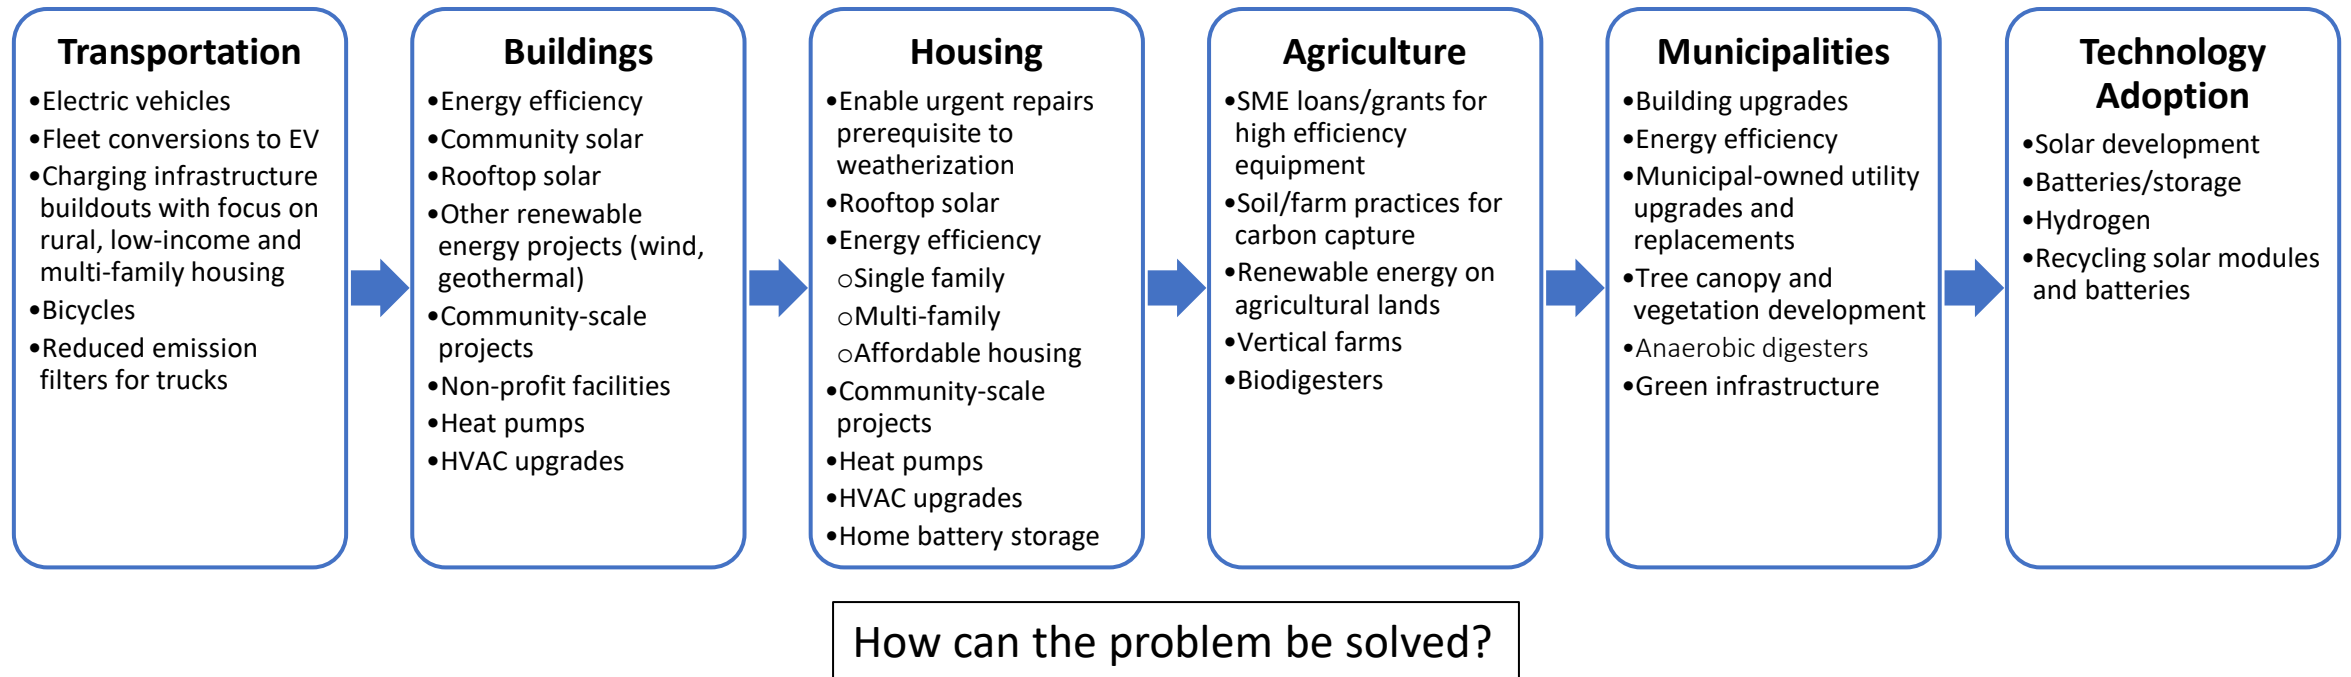 Transportation
•Electric vehicles
•Fleet conversions to EV
•Charging infrastructure
buildouts with focus on
rural, low-income and
multi-family housing
•Bicycles
•Reduced emission
filters for trucks
Buildings
•Energy efficiency
•Community solar
•Rooftop solar
•Other renewable
energy projects (wind,
geothermal)
•Community-scale
projects
•Non-profit facilities
•Heat pumps
•HVAC upgrades
Housing
•Enable urgent repairs
prerequisite to
weatherization
•Rooftop solar
•Energy efficiency
oSingle family
oMulti-family
oAffordable housing
•Community-scale
projects
•Heat pumps
•HVAC upgrades
•Home battery storage
Agriculture
•SME loans/grants for
high efficiency
equipment
•Soil/farm practices for
carbon capture
•Renewable energy on
agricultural lands
•Vertical farms
•Biodigesters
Municipalities
•Building upgrades
•Energy efficiency
•Municipal-owned utility
upgrades and
replacements
•Tree canopy and
vegetation development
•Anaerobic digesters
•Green infrastructure
Technology
Adoption
•Solar development
•Batteries/storage
•Hydrogen
•Recycling solar modules
and batteries
How can the problem be solved?